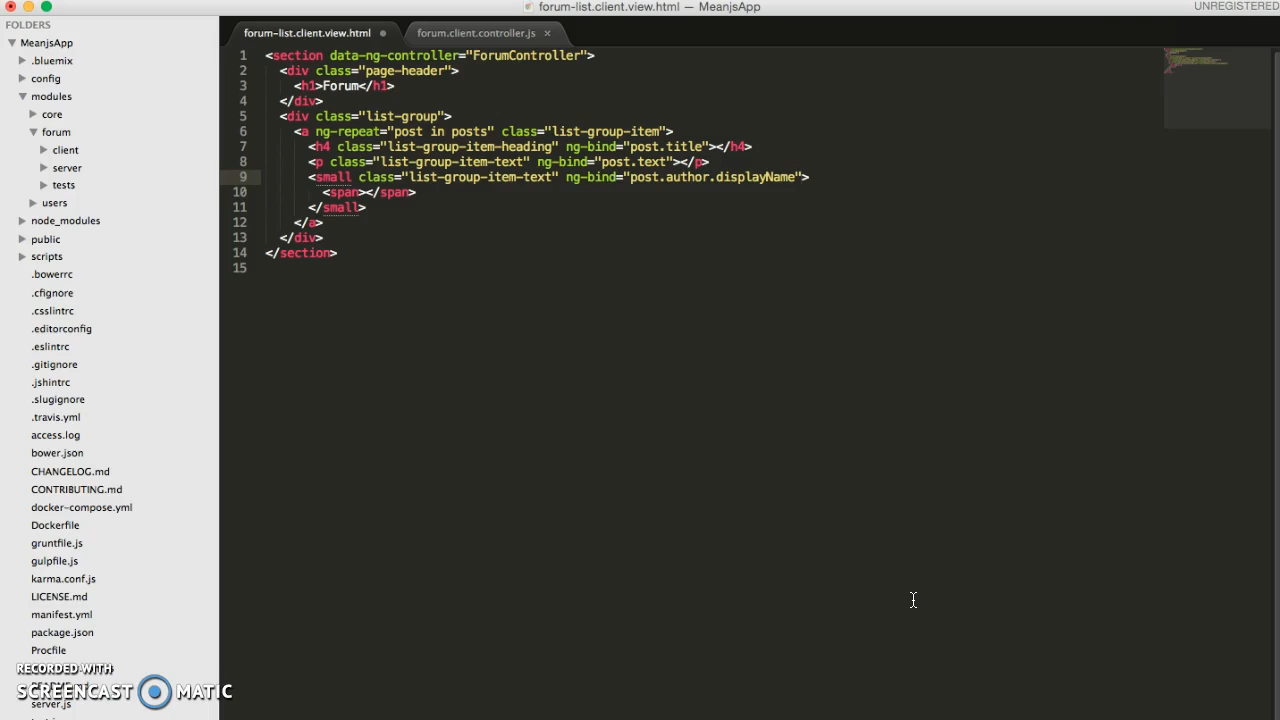 forum-list.client.view.html — MeanjsApp
UNREGISTERED
FOLDERS
MeanjsApp
.bluemix
config
modules
core
forum
client
server
tests
users
node_modules
public
scripts
.bowerrc
.cfignore
.csslintrc
.editorconfig
.eslintrc
.gitignore
.jshintrc
.slugignore
.travis.yml
access.log
bower.json
CHANGELOG.md
CONTRIBUTING.md
docker-compose.yml
Dockerfile
gruntfile.js
gulpfile.js
karma.conf.js
LICENSE.md
manifest.yml
package.json
Procfile
server.js
forum-list.client.view.html
forum.client.controller.js ×
1 <section data-ng-controller="ForumController">
2 <div class="page-header">
3 <h1>Forum</h1>
4 </div>
5 <div class="list-group">
6 <a ng-repeat="post in posts" class="list-group-item">
7 <h4 class="list-group-item-heading" ng-bind="post.title"></h4>
8 <p class="list-group-item-text" ng-bind="post.text"></p>
9 <small class="list-group-item-text" ng-bind="post.author.displayName">
10 <span></span>
11 </small>
12 </a>
13 </div>
14 </section>
15
RECORDED WITH
SCREENCAST MATIC